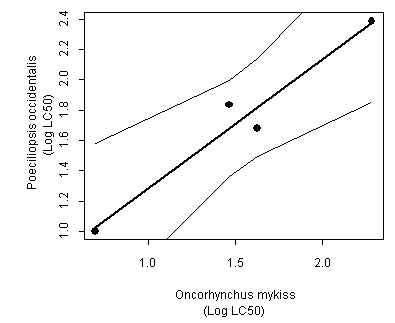 Poeciliopsis occidentalis
(Log LC50)
2.4
2.2
2.0
1.8
1.6
1.4
1.2
1.0
1.0 1.5 2.0
Oncorhynchus mykiss
(Log LC50)